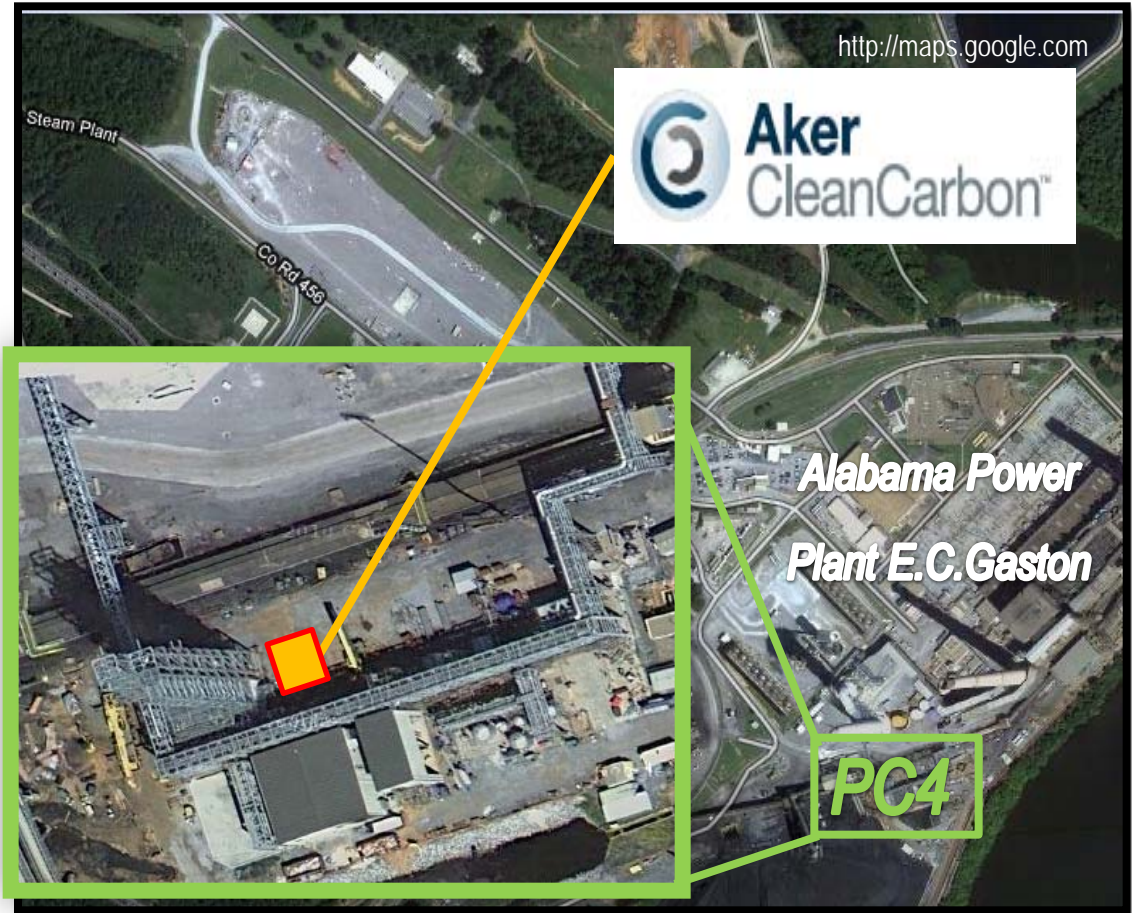 http://maps.google.com
Aker
CleanCarbon™
Steam Plant
Co Rd 456
Alabama Power
Plant E.C.Gaston
PC4